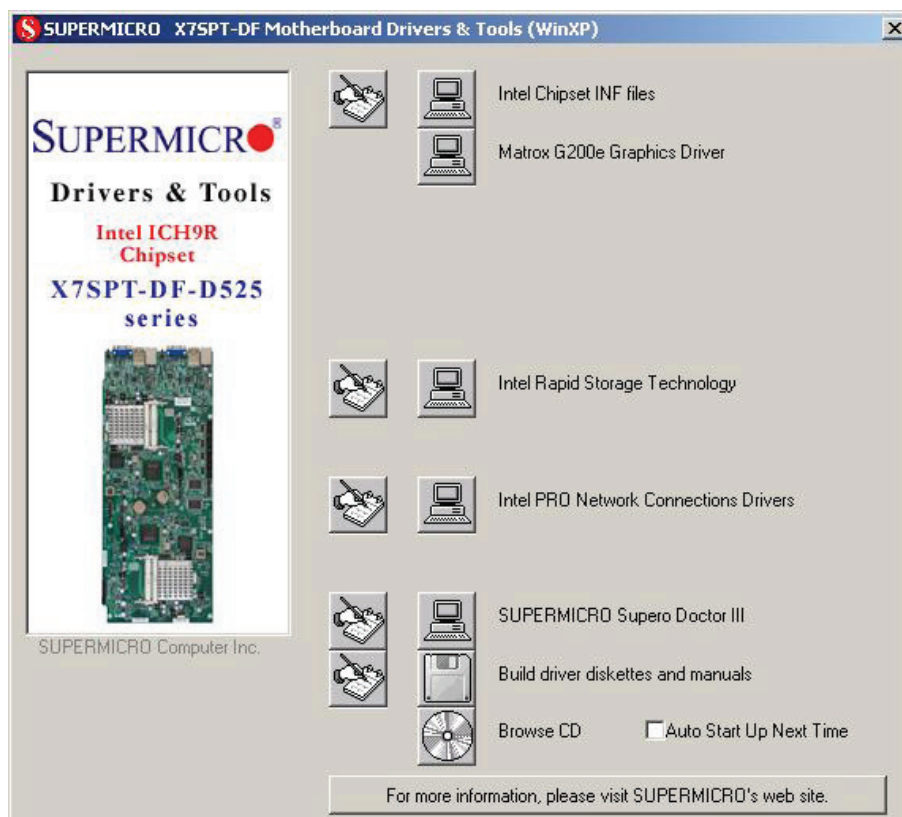 SUPERMICRO X7SPT-DF Motherboard Drivers & Tools (WinXP)
SUPERMICRO®
Drivers & Tools
Intel ICH9R
Chipset
X7SPT-DF-D525
series
SUPERMICRO Computer Inc.
Intel Chipset INF files
Matrox G200e Graphics Driver
Intel Rapid Storage Technology
Intel PRO Network Connections Drivers
SUPERMICRO Supero Doctor III
Build driver diskettes and manuals
Browse CD
Auto Start Up Next Time
For more information, please visit SUPERMICRO's web site.